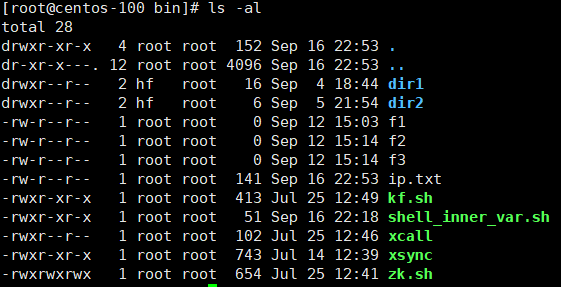 [root@centos-100 bin]# ls -al
total 28
drwxr-xr-x   4 root root  152 Sep 16 22:53 .
dr-xr-x---. 12 root root 4096 Sep 16 22:53 ..
drwxr--r--   2 hf   root   16 Sep  4 18:44 dir1
drwxr--r--   2 hf   root    6 Sep  5 21:54 dir2
-rw-r--r--   1 root root    0 Sep 12 15:03 f1
-rw-r--r--   1 root root    0 Sep 12 15:14 f2
-rw-r--r--   1 root root    0 Sep 12 15:14 f3
-rw-r--r--   1 root root  141 Sep 16 22:53 ip.txt
-rwxr-xr-x   1 root root  413 Jul 25 12:49 kf.sh
-rwxr-xr-x   1 root root   51 Sep 16 22:18 shell_inner_var.sh
-rwxr--r--   1 root root  102 Jul 25 12:46 xcall
-rwxr-xr-x   1 root root  743 Jul 14 12:39 xsync
-rwxrwxrwx   1 root root  654 Jul 25 12:41 zk.sh